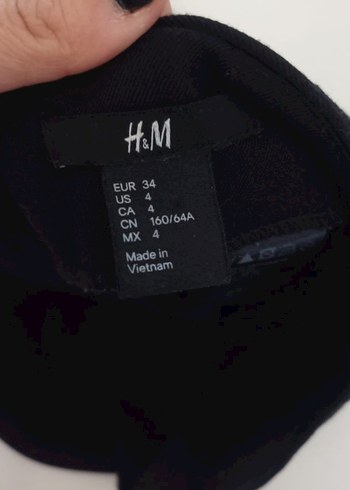 H&M
EUR 34
US 4
CA 4
CN 160/64A
MX 4
Made in
Vietnam